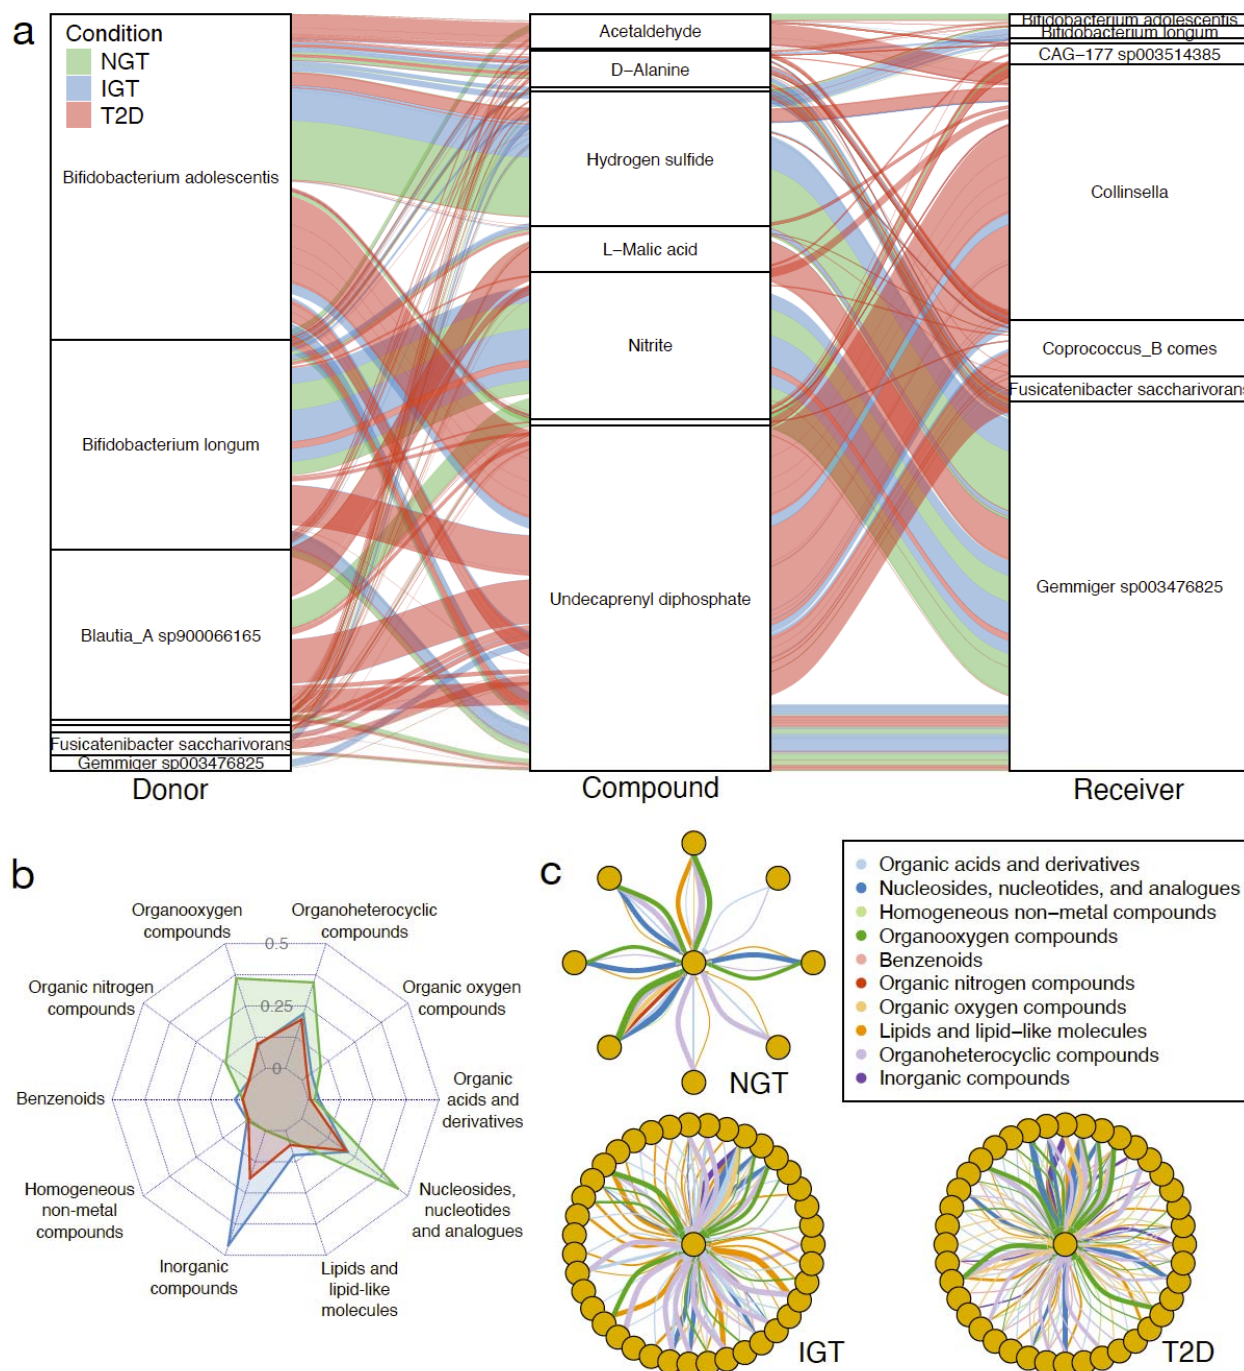 a
Condition
NGT
IGT
T2D
Bifidobacterium adolescentis
Bifidobacterium longum
Blautia_A sp900066165
Fusicatenibacter saccharivorans
Gemmiger sp003476825
Donor
Acetaldehyde
D-Alanine
Hydrogen sulfide
L-Malic acid
Nitrite
Undecaprenyl diphosphate
Compound
Bifidobacterium adolescentis
Bifidobacterium longum
CAG-177 sp003514385
Collinsella
Coprococcus_B comes
Fusicatenibacter saccharivorans
Gemmiger sp003476825
Receiver
b
Organooxygen
compounds
Organoheterocyclic
compounds
0.5
Organic nitrogen
compounds
0.25
Organic oxygen
compounds
0
Benzenoids
Organic
acids and
derivatives
Homogeneous
non-metal
compounds
Nucleosides,
nucleotides
and analogues
Inorganic
compounds
Lipids and
lipid-like
molecules
c
NGT
Organic acids and derivatives
Nucleosides, nucleotides, and analogues
Homogeneous non-metal compounds
Organooxygen compounds
Benzenoids
Organic nitrogen compounds
Organic oxygen compounds
Lipids and lipid-like molecules
Organoheterocyclic compounds
Inorganic compounds
IGT
T2D